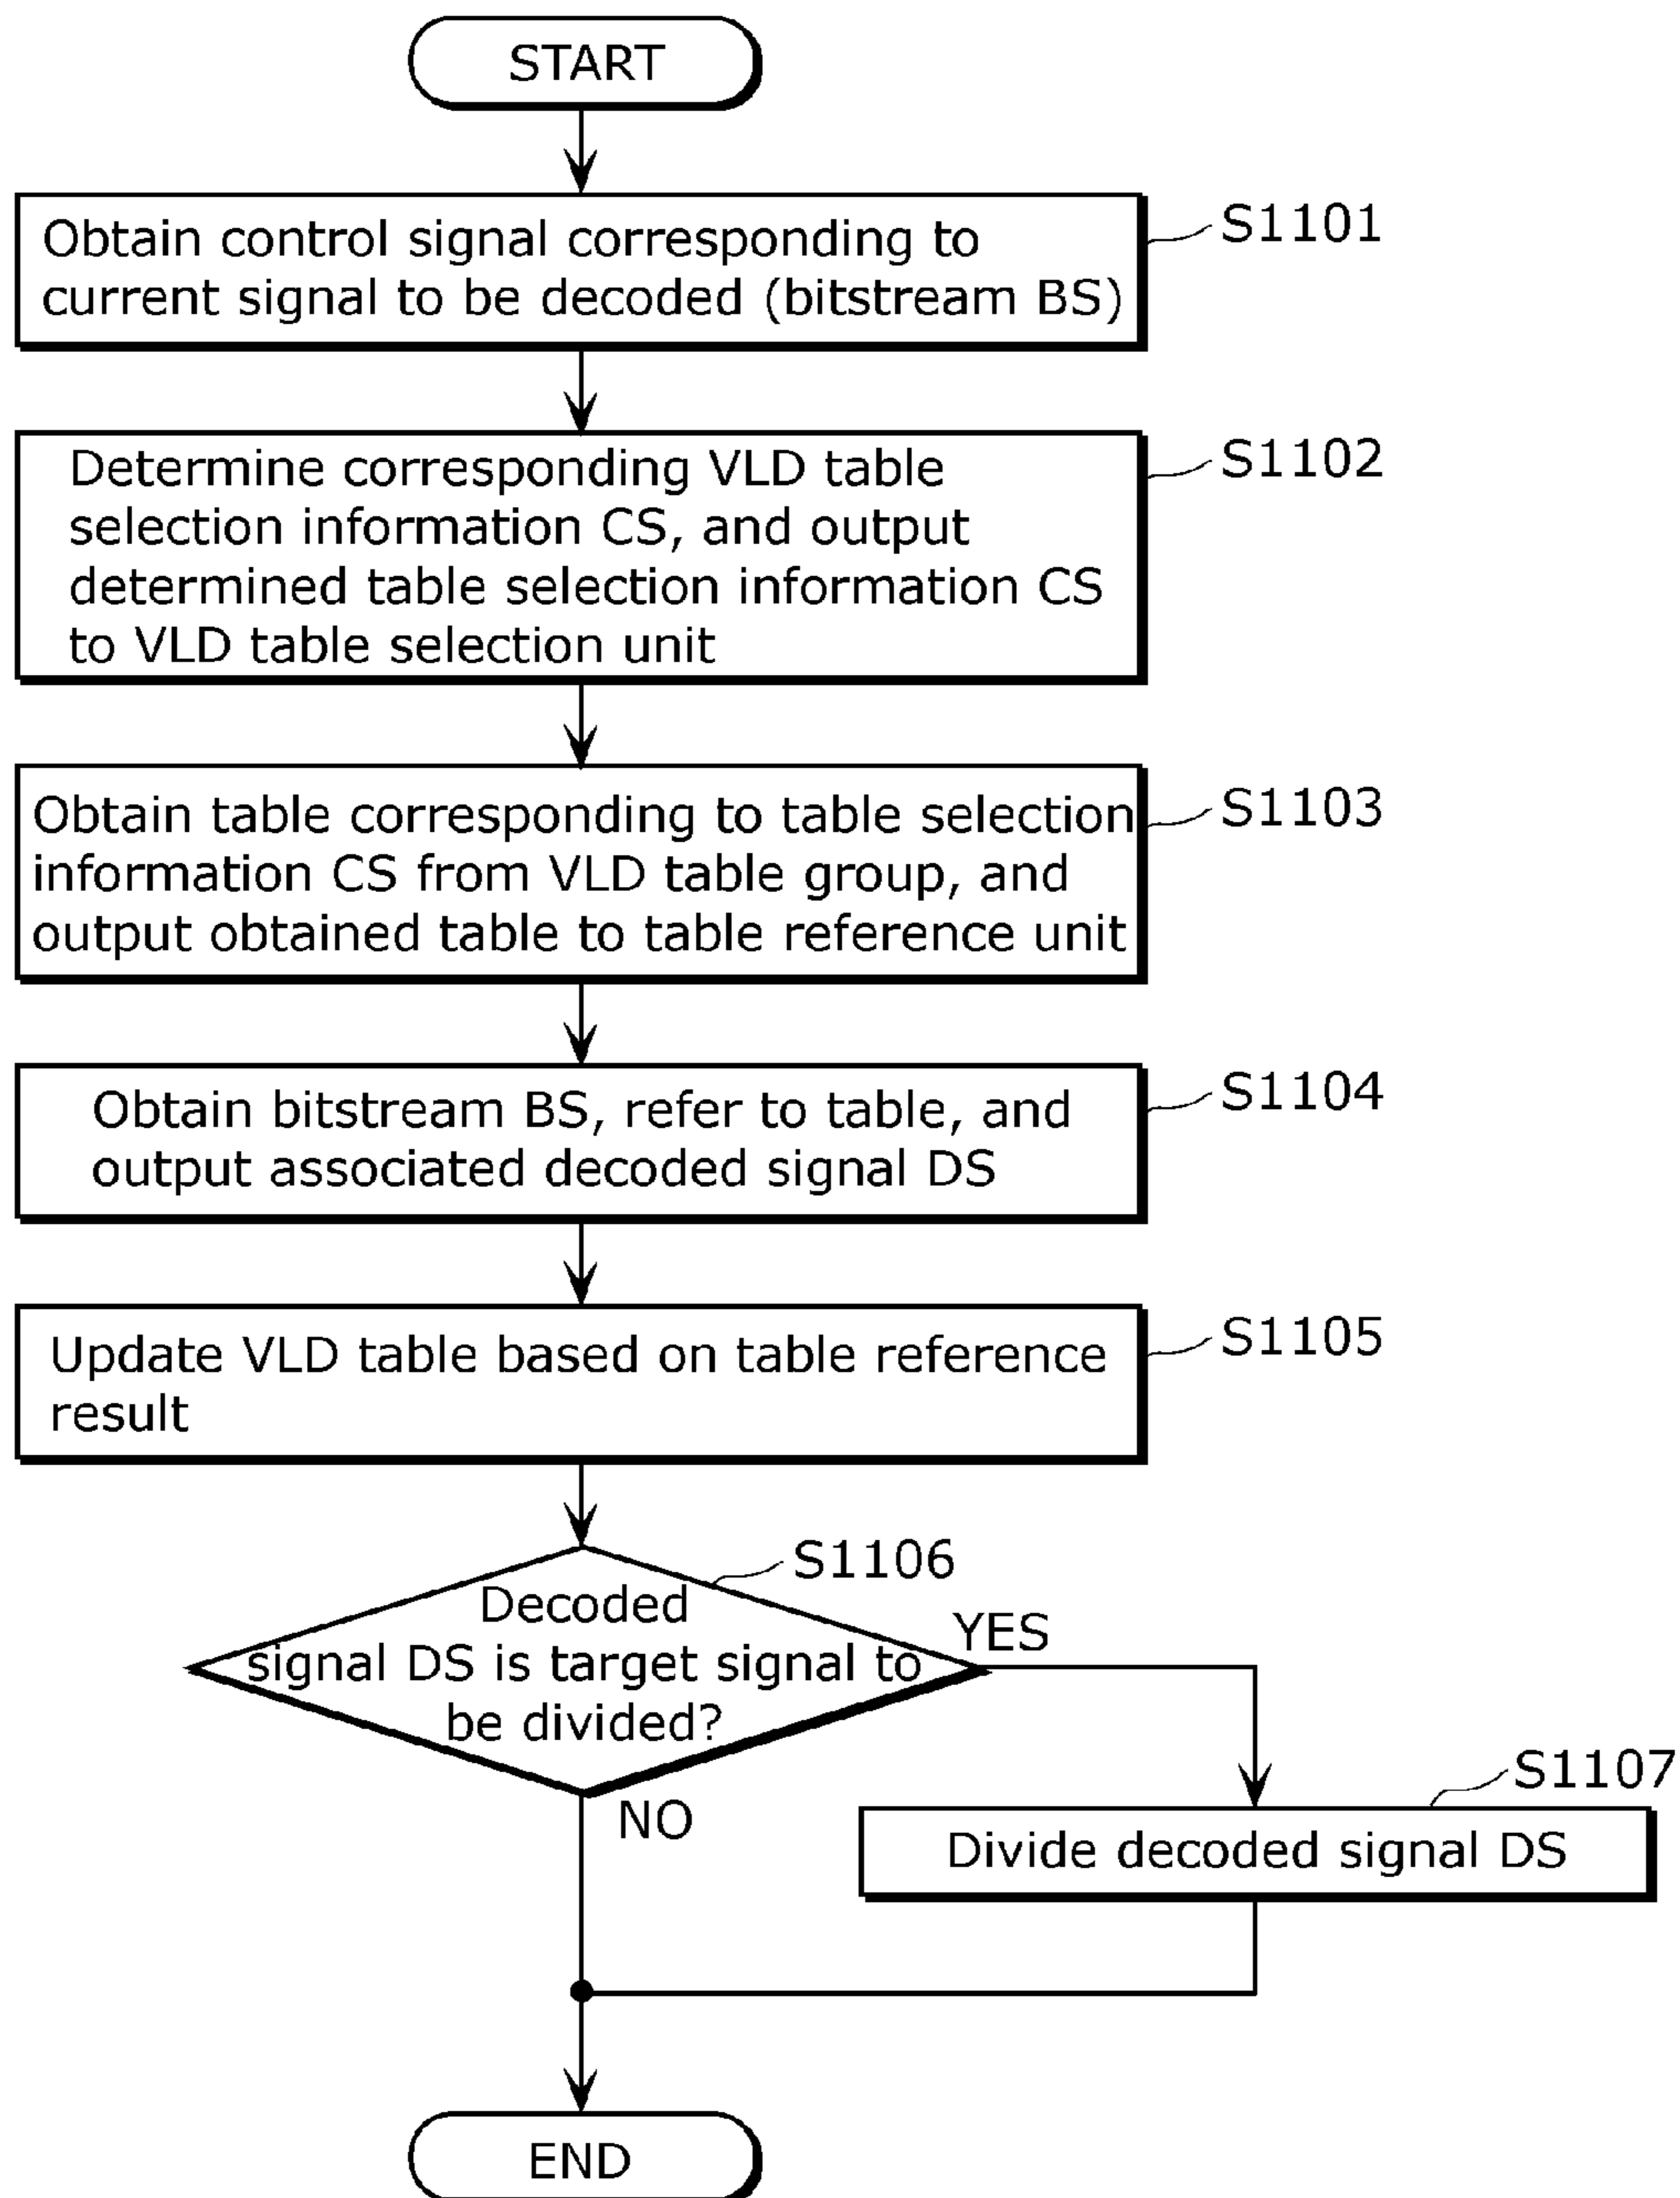 START
Obtain control signal corresponding to
current signal to be decoded (bitstream BS)
S1101
Determine corresponding VLD table
selection information CS, and output
determined table selection information CS
to VLD table selection unit
S1102
Obtain table corresponding to table selection
information CS from VLD table group, and
output obtained table to table reference unit
S1103
Obtain bitstream BS, refer to table, and
output associated decoded signal DS
S1104
Update VLD table based on table reference
result
S1105
S1106
Decoded
signal DS is target signal to
be divided?
YES
NO
S1107
Divide decoded signal DS
END